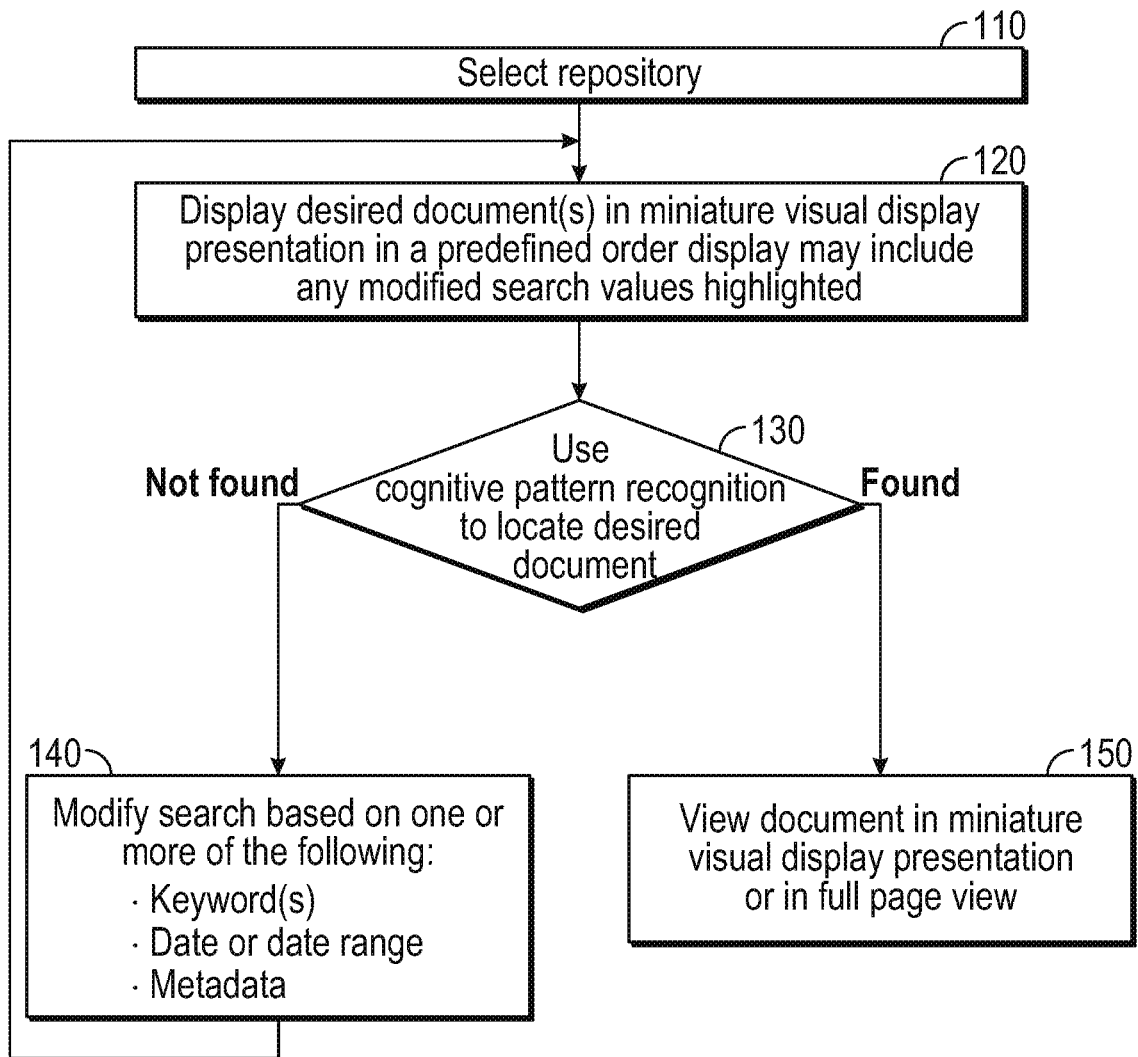 110
Select repository
120
Display desired document(s) in miniature visual display
presentation in a predefined order display may include
any modified search values highlighted
130
Use
cognitive pattern recognition
to locate desired
document
Not found
Found
140
Modify search based on one or
more of the following:
· Keyword(s)
· Date or date range
· Metadata
150
View document in miniature
visual display presentation
or in full page view